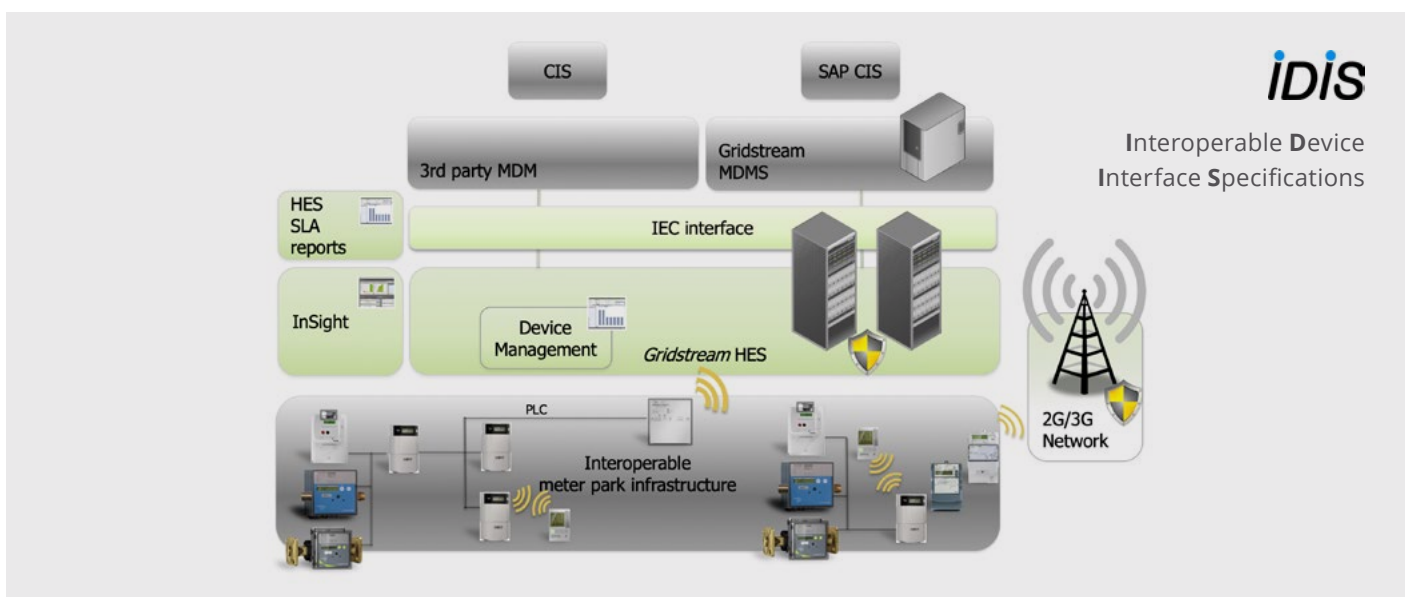 CIS
SAP CIS
iDiS
Interoperable Device
Interface Specifications
3rd party MDM
Gridstream
MDMS
HES
SLA
reports
IEC interface
InSight
Device
Management
Gridstream HES
PLC
Interoperable
meter park infrastructure
2G/3G
Network